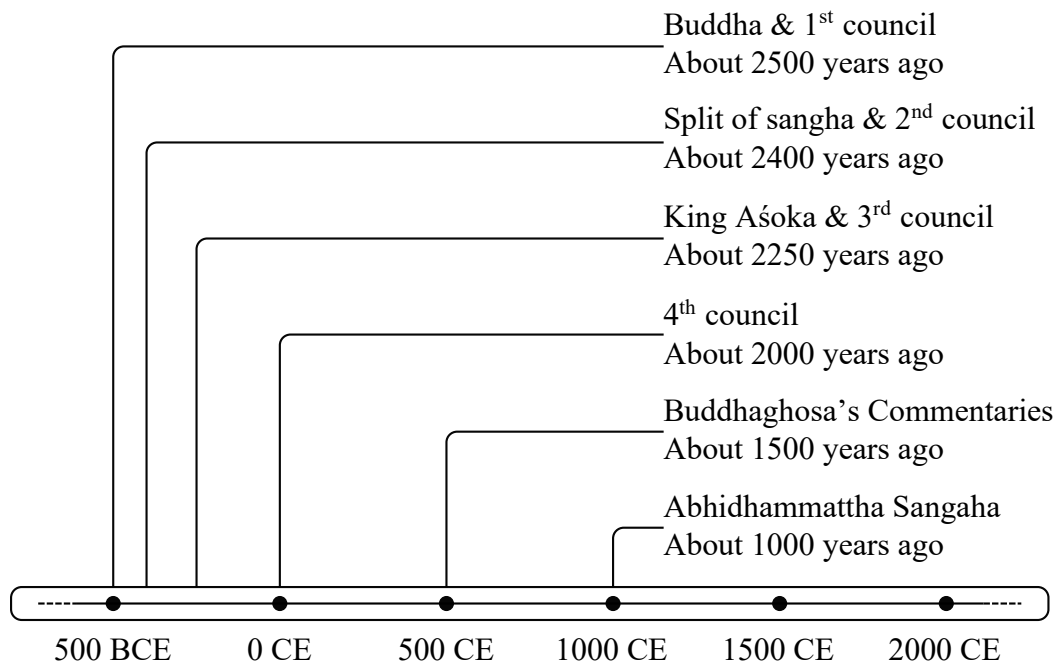 Buddha & 1st council
About 2500 years ago
Split of sangha & 2nd council
About 2400 years ago
King Aśoka & 3rd council
About 2250 years ago
4th council
About 2000 years ago
Buddhaghosa’s Commentaries
About 1500 years ago
Abhidhammattha Sangaha
About 1000 years ago
500 BCE 0 CE 500 CE 1000 CE 1500 CE 2000 CE